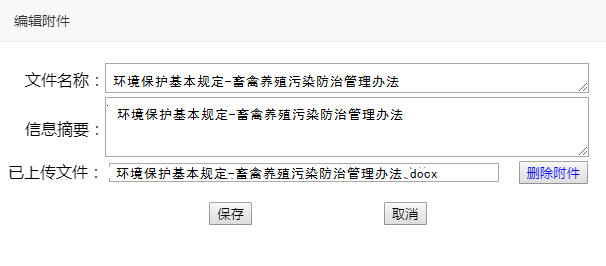 编辑附件
文件名称： 环境保护基本规定-畜禽养殖污染防治管理办法
信息摘要： 环境保护基本规定-畜禽养殖污染防治管理办法
已上传文件： 环境保护基本规定-畜禽养殖污染防治管理办法.docx 删除附件
保存 取消